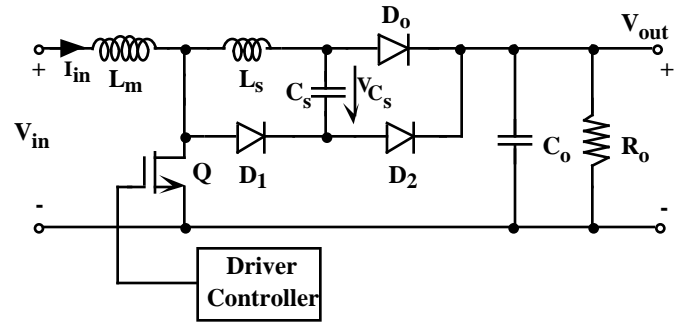 D_o
V_out
+
I_in
L_m
L_s
C_s
V_Cs
+
V_in
D_1
D_2
C_o
R_o
Q
-
-
Driver
Controller